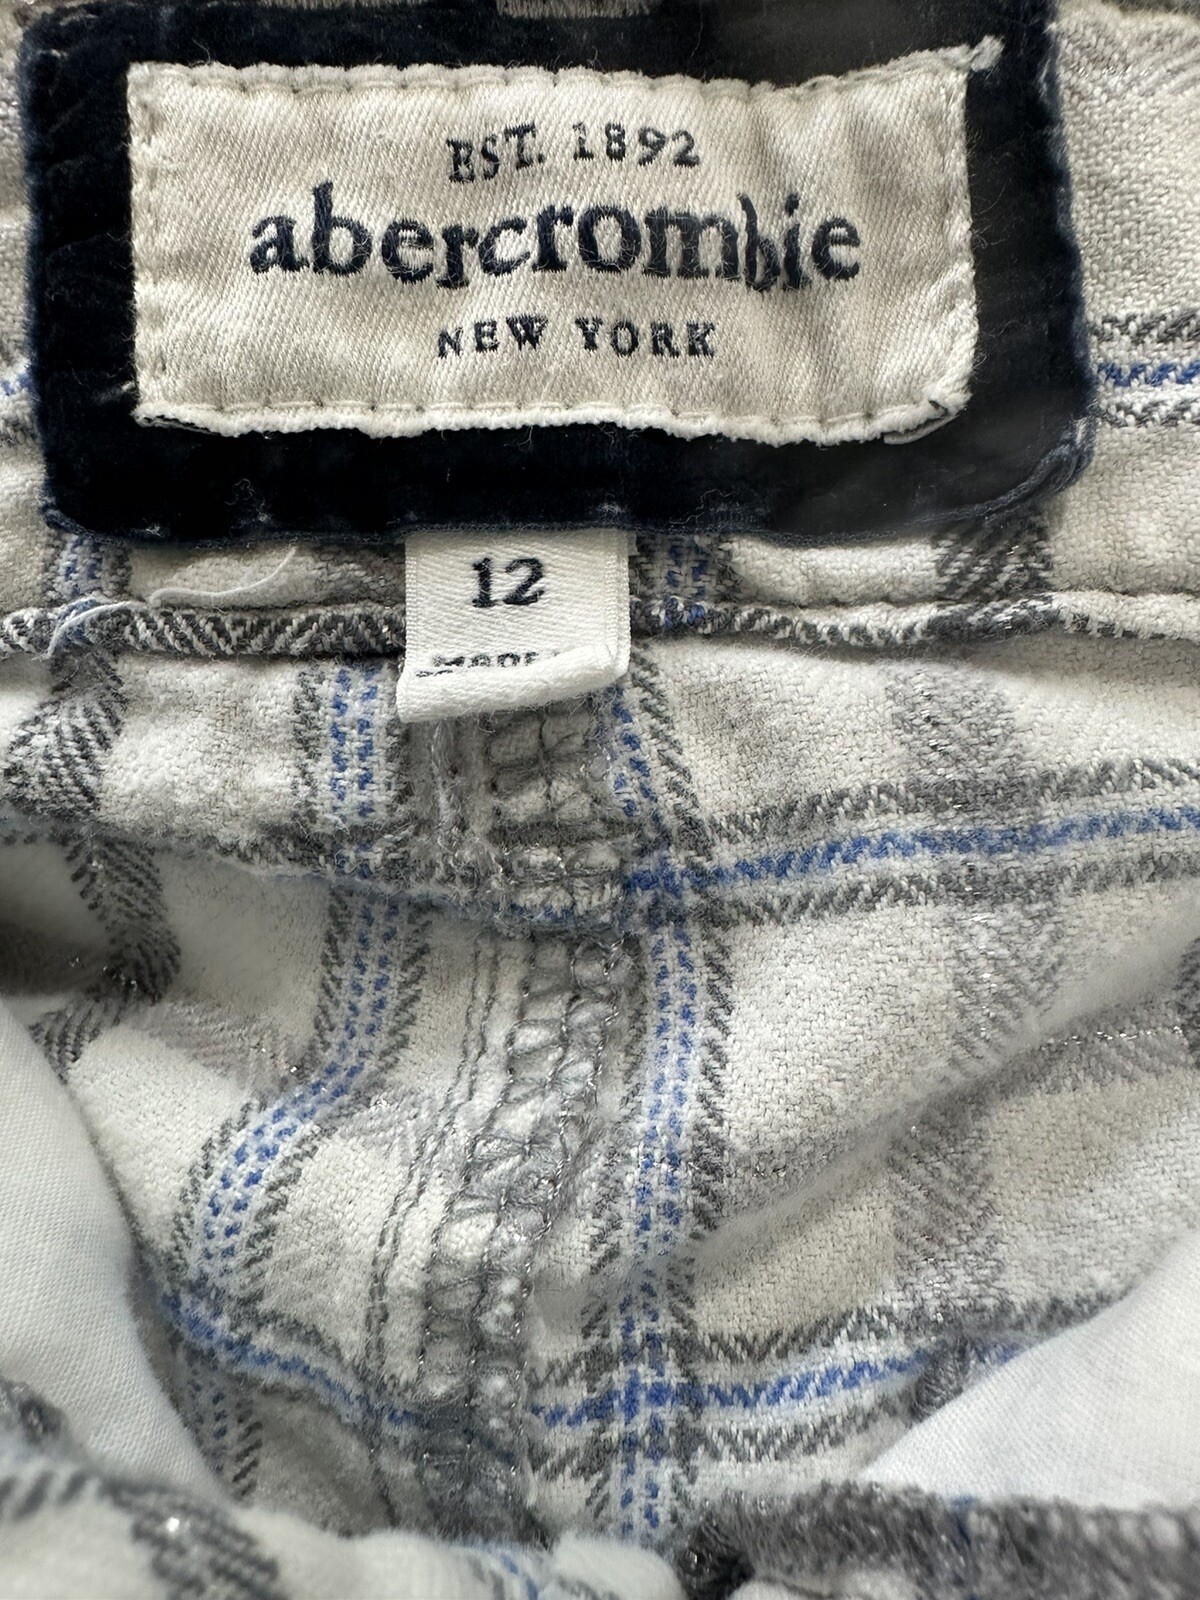 EST. 1892
abercrombie
NEW YORK
12